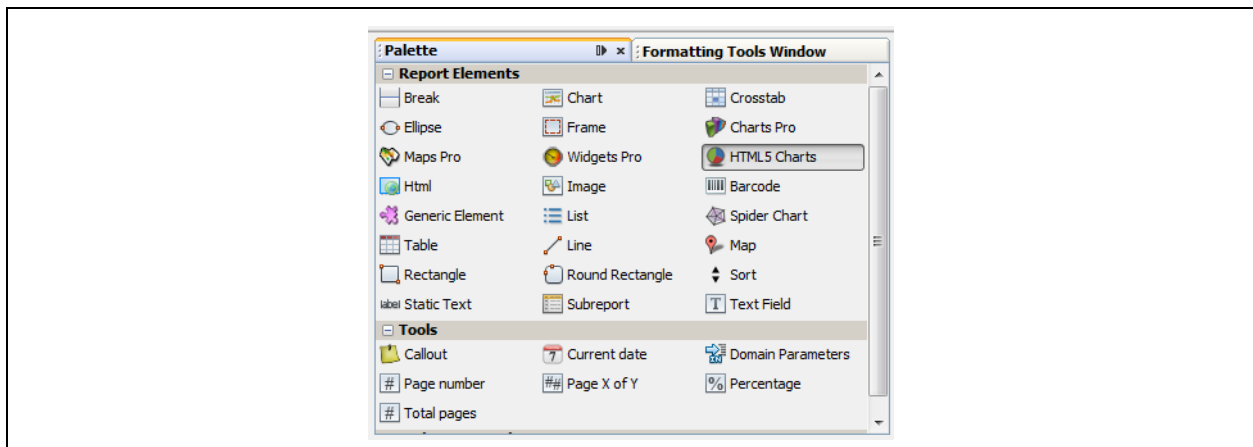 Palette Formatting Tools Window
Report Elements
Break Chart Crosstab
Ellipse Frame Charts Pro
Maps Pro Widgets Pro HTML5 Charts
Html Image Barcode
Generic Element List Spider Chart
Table Line Map
Rectangle Round Rectangle Sort
label Static Text Subreport T Text Field
Tools
Callout 7 Current date Domain Parameters
# Page number ## Page X of Y % Percentage
# Total pages